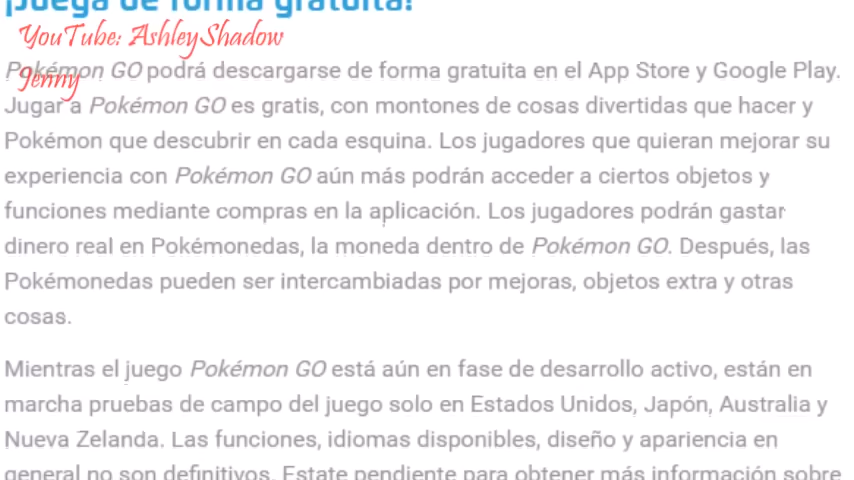 ¡Juega de forma gratuita!
YouTube: AshleyShadow
Jenny
Pokémon GO podrá descargarse de forma gratuita en el App Store y Google Play.
Jugar a Pokémon GO es gratis, con montones de cosas divertidas que hacer y
Pokémon que descubrir en cada esquina. Los jugadores que quieran mejorar su
experiencia con Pokémon GO aún más podrán acceder a ciertos objetos y
funciones mediante compras en la aplicación. Los jugadores podrán gastar
dinero real en Pokémonedas, la moneda dentro de Pokémon GO. Después, las
Pokémonedas pueden ser intercambiadas por mejoras, objetos extra y otras
cosas.
Mientras el juego Pokémon GO está aún en fase de desarrollo activo, están en
marcha pruebas de campo del juego solo en Estados Unidos, Japón, Australia y
Nueva Zelanda. Las funciones, idiomas disponibles, diseño y apariencia en
general no son definitivos. Estate pendiente para obtener más información sobre